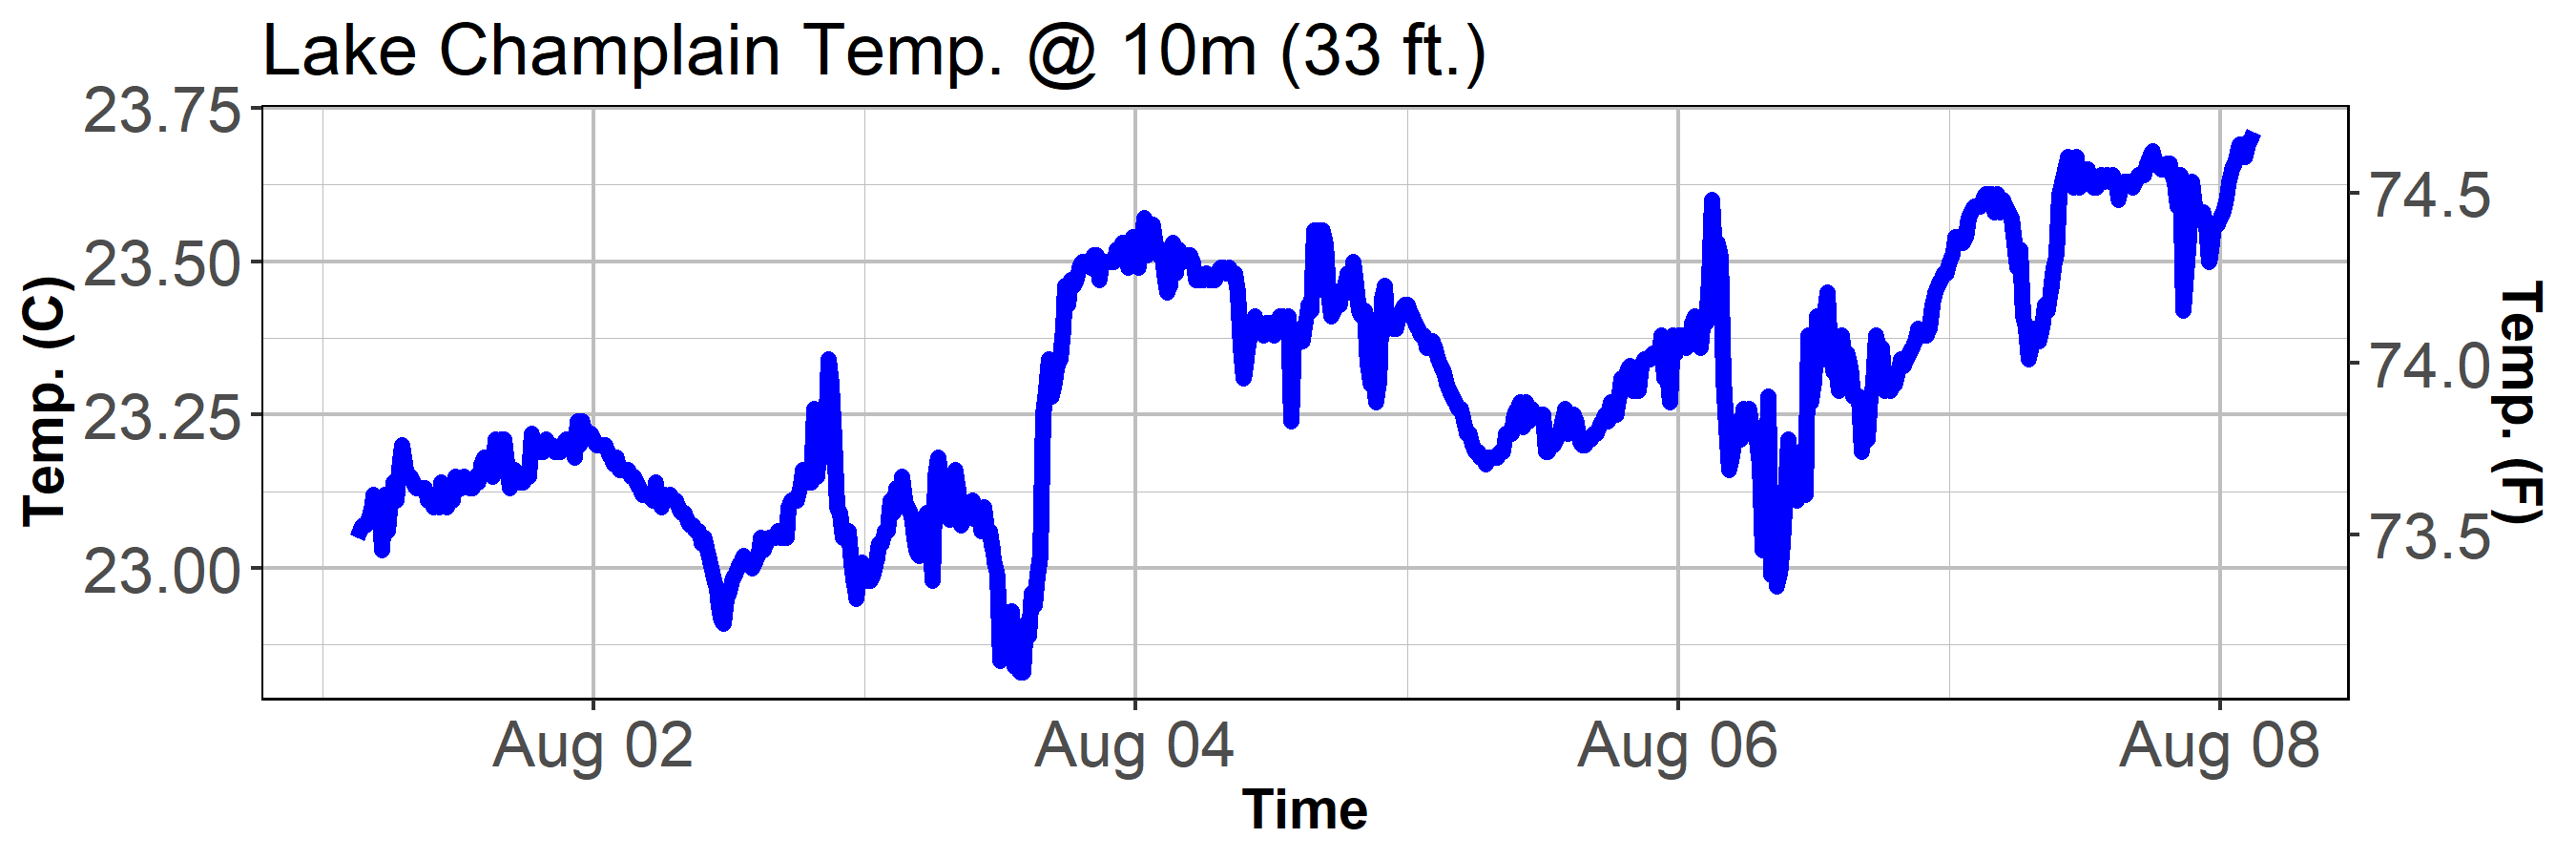 Lake Champlain Temp. @ 10m (33 ft.)
23.75
23.50
23.25
23.00
Temp. (C)
74.5
74.0
73.5
Temp. (F)
Aug 02
Aug 04
Aug 06
Aug 08
Time